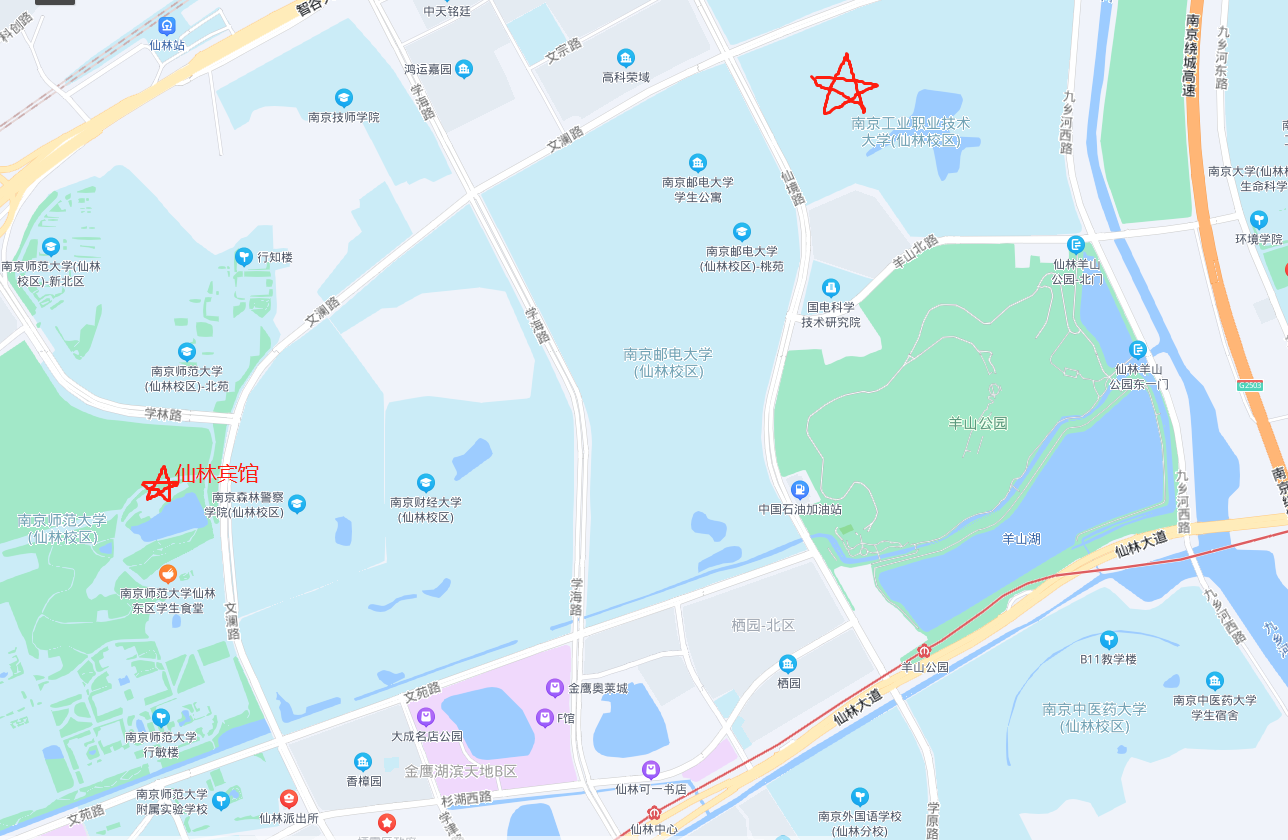 科创路
仙林站
中天铭廷
智谷大
鸿运嘉园
文宗路
高科荣域
南京绕城高速
九乡河东路
南京技师学院
学海路
文澜路
南京工业职业技术
大学(仙林校区)
九乡河西路
南京邮电大学
学生公寓
仙境路
南京大学(仙林校
生命科学
南京师范大学(仙林
校区)-新北区
行知楼
南京邮电大学
(仙林校区)-桃苑
羊山北路
环境学院
仙林羊山
公园-北门
国电科学
技术研究院
文澜路
学海路
南京师范大学
(仙林校区)-北苑
南京邮电大学
(仙林校区)
仙林羊山
公园东一门
G2503
学林路
羊山公园
仙林宾馆
南京森林警察
学院(仙林校区)
南京财经大学
(仙林校区)
中国石油加油站
九乡河西路
南京
南京师范大学
(仙林校区)
羊山湖
仙林大道
南京师范大学仙林
东区学生食堂
文澜路
学海路
栖园-北区
九乡河西路
九乡
B11教学楼
羊山公园
栖园
金鹰奥莱城
文苑路
F馆
大成名店公园
仙林大道
南京中医药大学
(仙林校区)
南京中医药大学
学生宿舍
南京师范大学
行敏楼
香樟园
金鹰湖滨天地B区
仙林可一书店
杉湖西路
南京师范大学
附属实验学校
文苑路
仙林派出所
学津
仙林中心
南京外国语学校
(仙林分校)
学原路